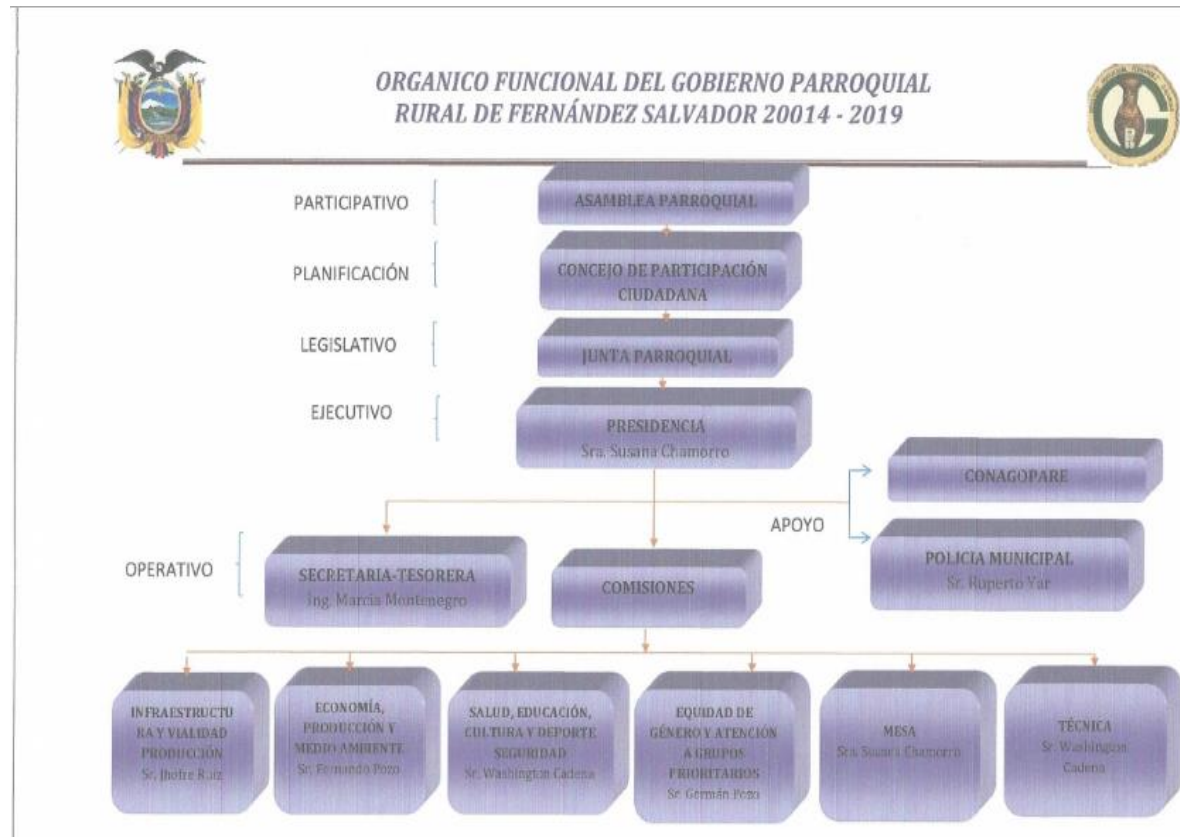 ORGANICO FUNCIONAL DEL GOBIERNO PARROQUIAL
RURAL DE FERNÁNDEZ SALVADOR 20014 - 2019
PARTICIPATIVO
ASAMBLEA PARROQUIAL
PLANIFICACIÓN
CONCEJO DE PARTICIPACIÓN
CIUDADANA
LEGISLATIVO
JUNTA PARROQUIAL
EJECUTIVO
PRESIDENCIA
Sra. Susana Chamorro
CONAGOPARE
APOYO
POLICIA MUNICIPAL
Sr. Ruperto Yar
OPERATIVO
SECRETARIA-TESORERA
Ing. Marcia Montenegro
COMISIONES
INFRAESTRUCTU
RA Y VIALIDAD
PRODUCCIÓN
Sr. Jhofre Ruiz
ECONOMÍA,
PRODUCCIÓN Y
MEDIO AMBIENTE
Sr. Fernando Pozo
SALUD, EDUCACIÓN,
CULTURA Y DEPORTE
SEGURIDAD
Sr. Washington Cadena
EQUIDAD DE
GÉNERO Y ATENCIÓN
A GRUPOS
PRIORITARIOS
Sr. Germán Pozo
MESA
Sra. Susana Chamorro
TÉCNICA
Sr. Washington
Cadena